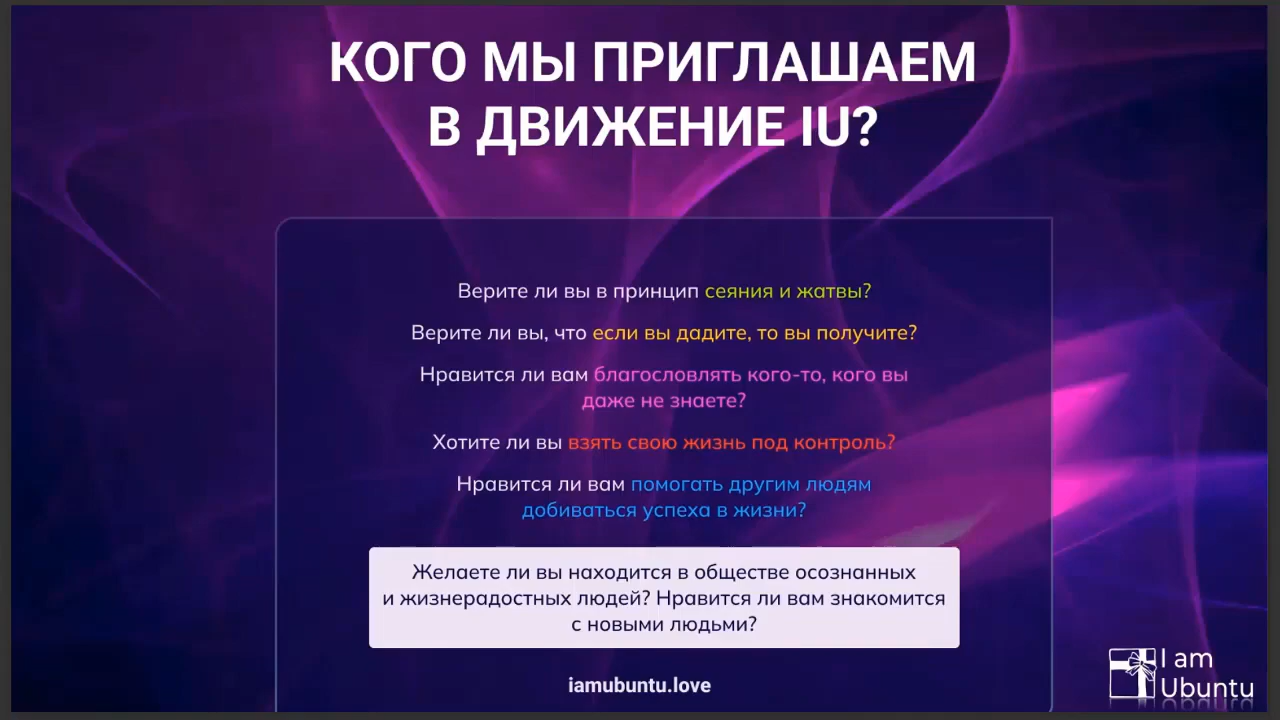 КОГО МЫ ПРИГЛАШАЕМ
В ДВИЖЕНИЕ IU?
Верите ли вы в принцип сеяния и жатвы?
Верите ли вы, что если вы дадите, то вы получите?
Нравится ли вам благословлять кого-то, кого вы
даже не знаете?
Хотите ли вы взять свою жизнь под контроль?
Нравится ли вам помогать другим людям
добиваться успеха в жизни?
Желаете ли вы находится в обществе осознанных
и жизнерадостных людей? Нравится ли вам знакомится
с новыми людьми?
iamubuntu.love
I am
Ubuntu